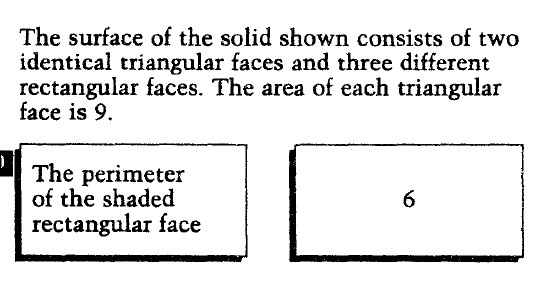 The surface of the solid shown consists of two
identical triangular faces and three different
rectangular faces. The area of each triangular
face is 9.
The perimeter
of the shaded
rectangular face
6